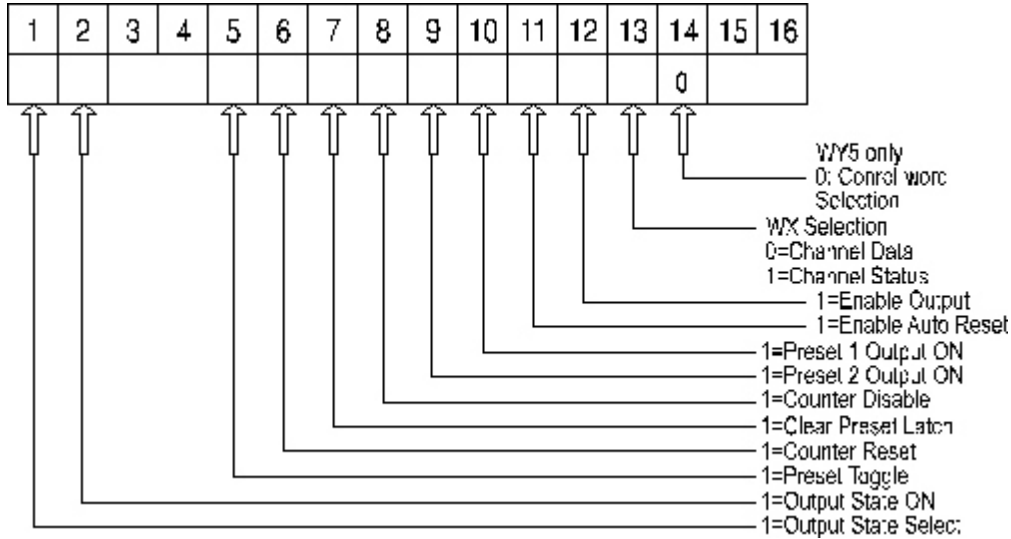 1 2 3 4 5 6 7 8 9 10 11 12 13 14 15 16
0
WY5 only
0: Conrol word
Selection
WX Selection
0=Channel Data
1=Channel Status
1=Enable Output
1=Enable Auto Reset
1=Preset 1 Output ON
1=Preset 2 Output ON
1=Counter Disable
1=Clear Preset Latch
1=Counter Reset
1=Preset Toggle
1=Output State ON
1=Output State Select